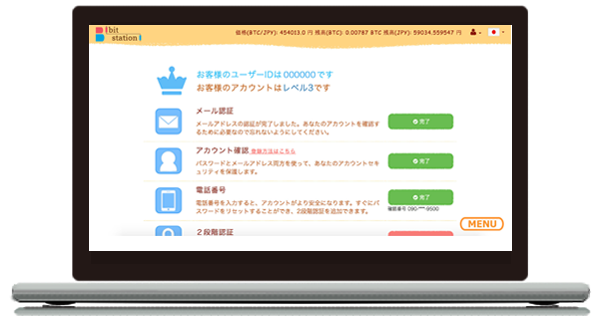 bit
station
価格(BTC/JPY): 454013.0 円 残高(BTC): 0.00787 BTC 残高(JPY): 59034.559547 円
お客様のユーザーIDは000000です
お客様のアカウントはレベル3です
メール認証
メールアドレスの認証が完了しました。あなたのアカウントを確認するために必要なので忘れないようにしてください。
完了
アカウント確認 登録方法はこちら
パスワードとメールアドレス両方を使って、あなたのアカウントセキュリティを保護します。
完了
電話番号
電話番号を入力すると、アカウントがより安全になります。すぐにパスワードをリセットすることができ、2段階認証を追加できます。
完了
確認番号 090-****-9500
MENU
2段階認証